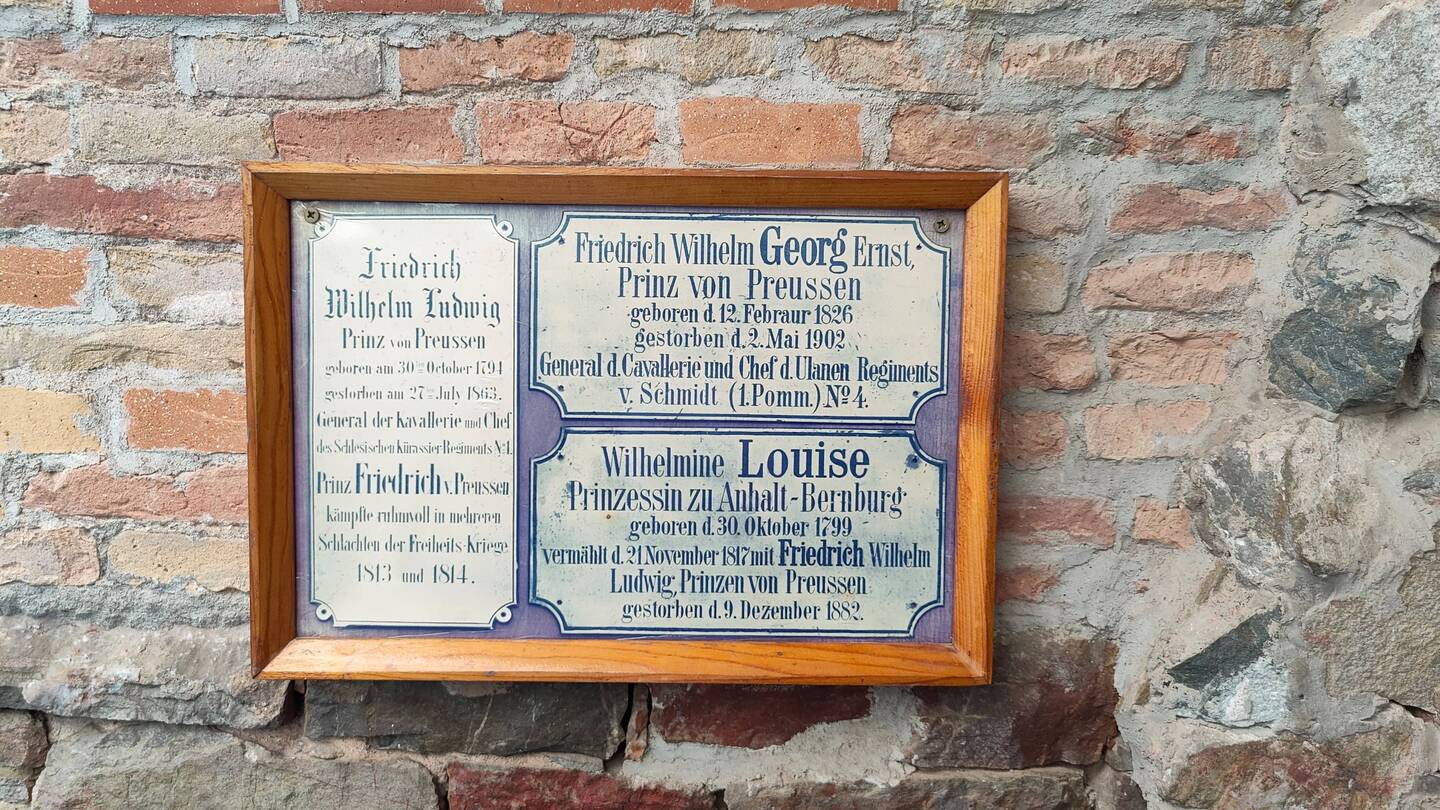 Friedrich
Wilhelm Ludwig
Prinz von Preussen
geboren am 30ten October 1794
gestorben am 27ten July 1863.
General der Kavallerie und Chef
des Schlesischen Kürassier-Regiments No 1.
Prinz Friedrich v. Preussen
kämpfte ruhmvoll in mehreren
Schlachten der Freiheits-Kriege
1813 und 1814.
Friedrich Wilhelm Georg Ernst,
Prinz von Preussen
geboren d. 12. Febraur 1826
gestorben d. 2. Mai 1902
General d. Cavallerie und Chef d. Ulanen Regiments
v. Schmidt (1. Pomm.) No 4.
Wilhelmine Louise
Prinzessin zu Anhalt-Bernburg
geboren d. 30. Oktober 1799
vermählt d. 21 November 1817 mit Friedrich Wilhelm
Ludwig, Prinzen von Preussen
gestorben d. 9. Dezember 1882.